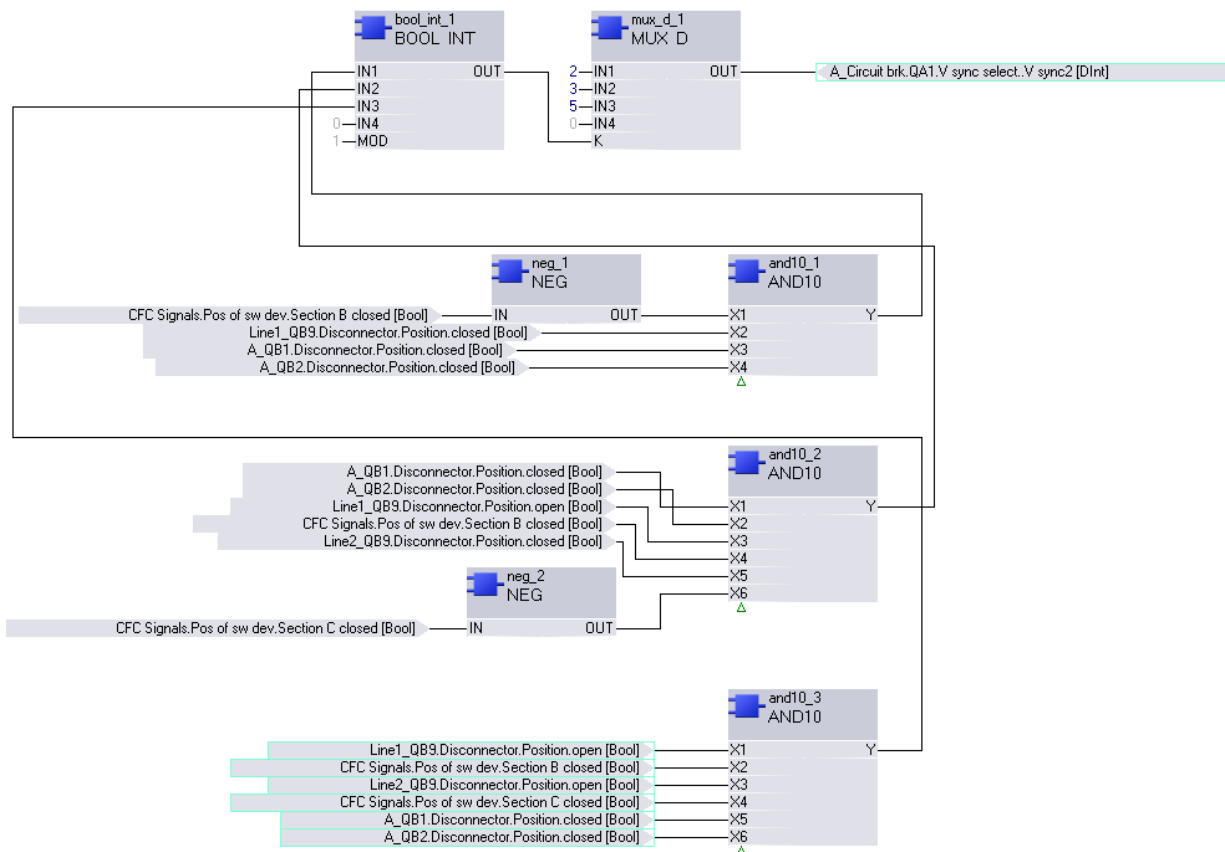 bool_int_1
BOOL_INT
IN1 OUT
IN2
IN3
0 IN4
1 MOD
mux_d_1
MUX_D
2 IN1 OUT
3 IN2
5 IN3
0 IN4
K
A_Circuit brk.QA1.V sync select..V sync2 [DInt]
neg_1
NEG
IN OUT
and10_1
AND10
X1 Y
X2
X3
X4
CFC Signals.Pos of sw dev.Section B closed [Bool]
Line1_QB9.Disconnector.Position.closed [Bool]
A_QB1.Disconnector.Position.closed [Bool]
A_QB2.Disconnector.Position.closed [Bool]
and10_2
AND10
X1 Y
X2
X3
X4
X5
X6
A_QB1.Disconnector.Position.closed [Bool]
A_QB2.Disconnector.Position.closed [Bool]
Line1_QB9.Disconnector.Position.open [Bool]
CFC Signals.Pos of sw dev.Section B closed [Bool]
Line2_QB9.Disconnector.Position.closed [Bool]
neg_2
NEG
IN OUT
CFC Signals.Pos of sw dev.Section C closed [Bool]
and10_3
AND10
X1 Y
X2
X3
X4
X5
X6
Line1_QB9.Disconnector.Position.open [Bool]
CFC Signals.Pos of sw dev.Section B closed [Bool]
Line2_QB9.Disconnector.Position.open [Bool]
CFC Signals.Pos of sw dev.Section C closed [Bool]
A_QB1.Disconnector.Position.closed [Bool]
A_QB2.Disconnector.Position.closed [Bool]